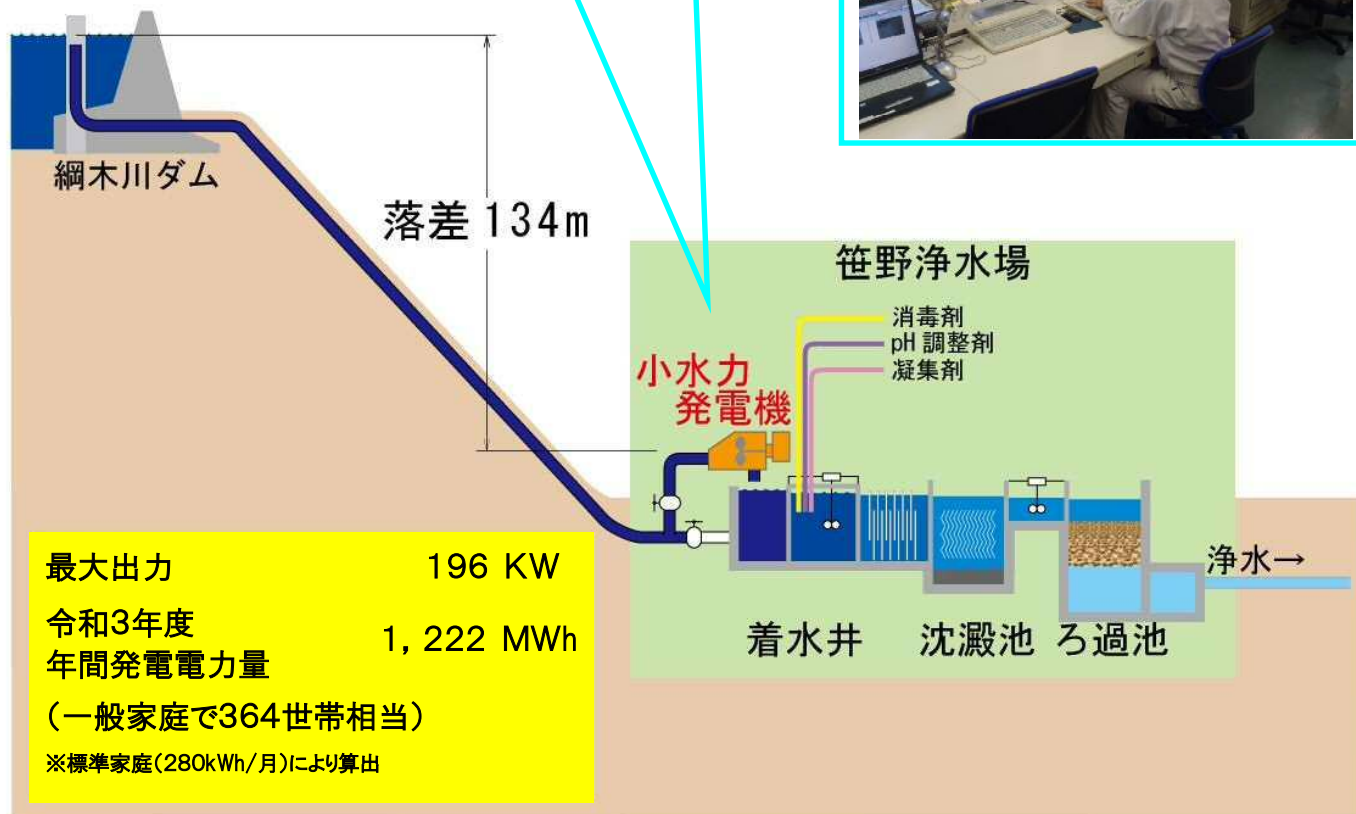 綱木川ダム
落差 134m
笹野浄水場
消毒剤
pH 調整剤
凝集剤
小水力
発電機
着水井
沈澱池
ろ過池
浄水→
最大出力 196 KW
令和3年度
年間発電電力量
1, 222 MWh
(一般家庭で364世帯相当)
※標準家庭(280kWh/月)により算出